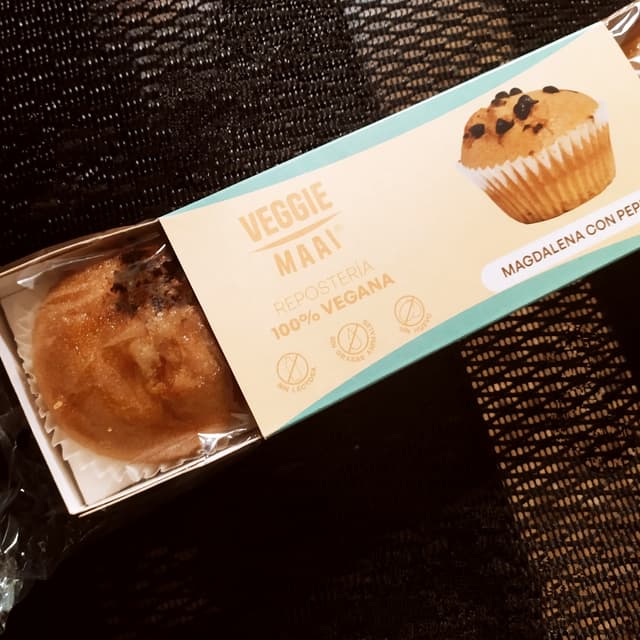 VEGGIE
MAAI®
REPOSTERÍA
100% VEGANA
MAGDALENA CON PEP